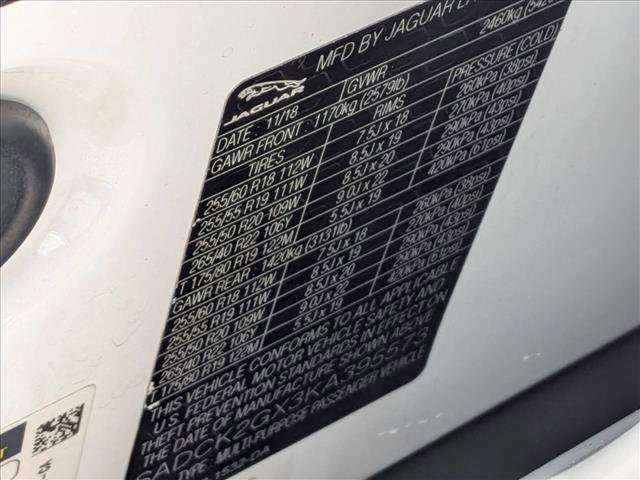 MFD BY JAGUAR
JAGUAR
DATE: 11/18
GVWR: 2460kg
GAWR FRONT: 1170kg (2579lb)
TIRES RIMS PRESSURE (COLD)
255/60 R18 112W 7.5J x 18 260kPa (38psi)
255/55 R19 111W 8.5J x 19 270kPa (40psi)
255/50 R20 109W 8.5J x 20 290kPa (43psi)
265/40 R22 106Y 9.0J x 22 290kPa (43psi)
T 175/80 R19 122M 5.5J x 19 420kPa (61psi)
GAWR REAR: 1420kg (3131lb)
255/60 R18 112W 7.5J x 18 260kPa (38psi)
255/55 R19 111W 8.5J x 19 270kPa (40psi)
255/50 R20 109W 8.5J x 20 290kPa (43psi)
265/40 R22 106Y 9.0J x 22 290kPa (43psi)
T 175/80 R19 122M 5.5J x 19 420kPa (61psi)
THIS VEHICLE CONFORMS TO ALL APPLICABLE
U.S. FEDERAL MOTOR VEHICLE SAFETY AND
THEFT PREVENTION STANDARDS IN EFFECT ON
DATE OF MANUFACTURE SHOWN ABOVE
SADCK2GX3KA395573
TYPE: MULTI-PURPOSE PASSENGER VEHICLE